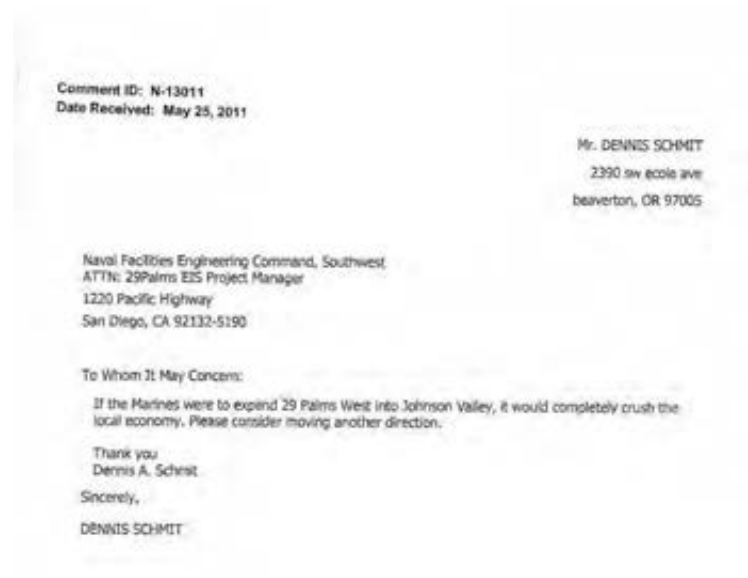 Comment ID: N-13011
Date Received: May 25, 2011
Mr. DENNIS SCHMIT
2390 sw ecole ave
beaverton, OR 97005
Naval Facilities Engineering Command, Southwest
ATTN: 29Palms EIS Project Manager
1220 Pacific Highway
San Diego, CA 92132-5190
To Whom It May Concern:
If the Marines were to expend 29 Palms West into Johnson Valley, it would completely crush the
local economy. Please consider moving another direction.
Thank you
Dennis A. Schmit
Sincerely,
DENNIS SCHMIT